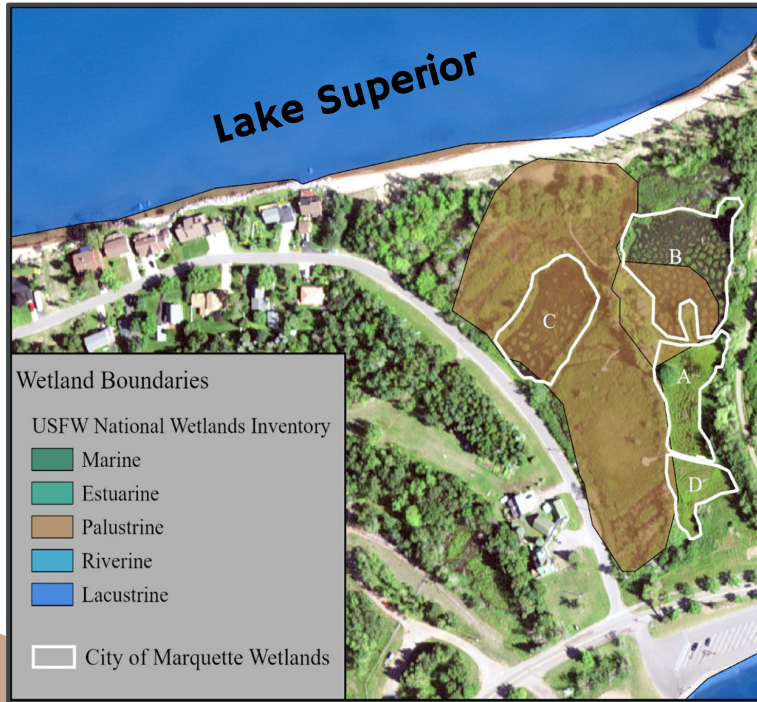 Lake Superior
B
C
A
D
Wetland Boundaries
USFW National Wetlands Inventory
Marine
Estuarine
Palustrine
Riverine
Lacustrine
City of Marquette Wetlands